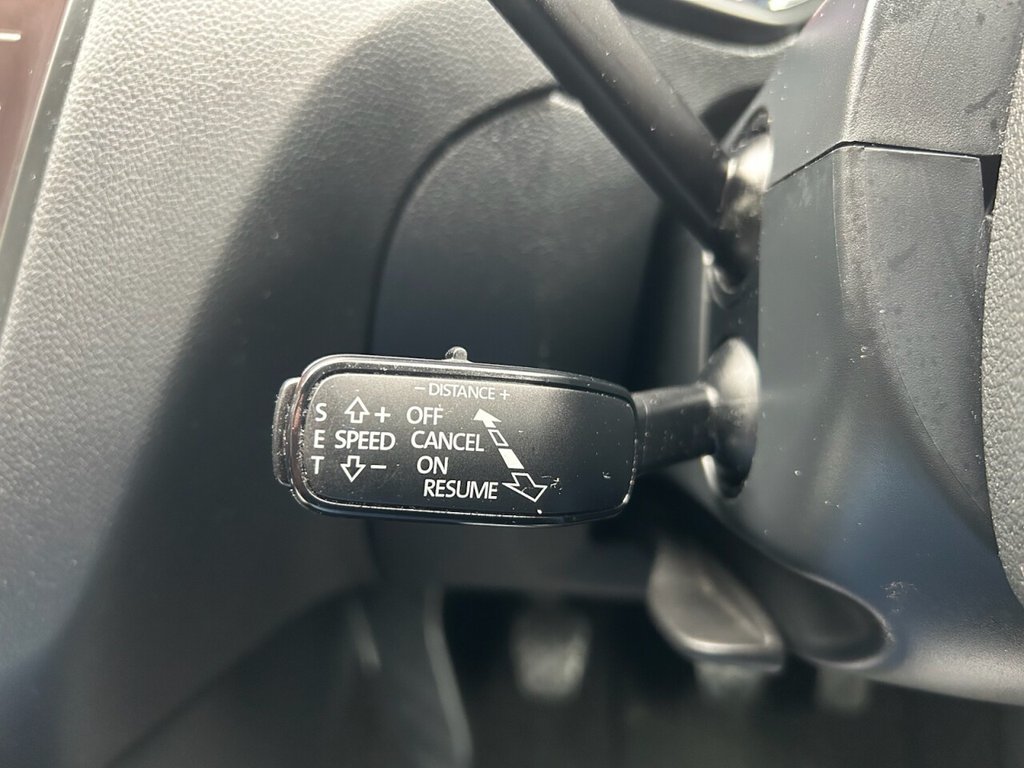 − DISTANCE +
S ⇧ + OFF
E SPEED CANCEL
T ⇩ − ON
RESUME